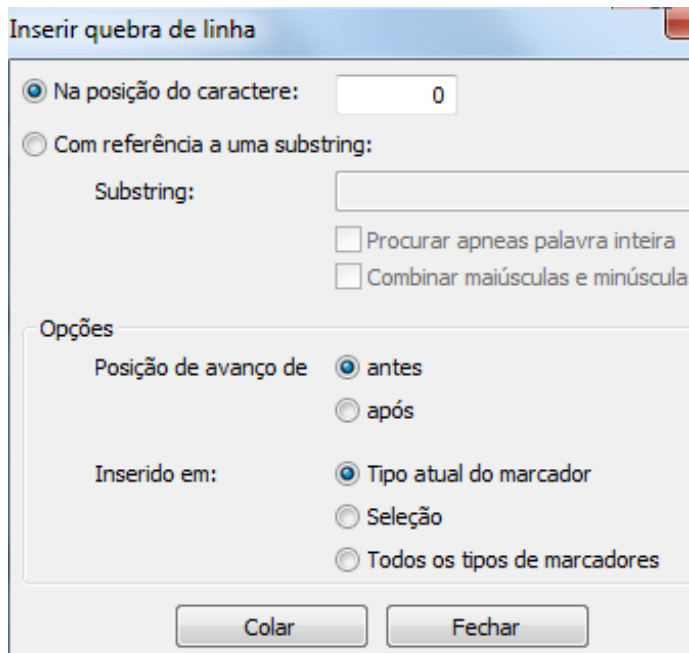 Inserir quebra de linha
Na posição do caractere: 0
Com referência a uma substring:
Substring:
Procurar apneas palavra inteira
Combinar maiúsculas e minúscula
Opções
Posição de avanço de antes
após
Inserido em: Tipo atual do marcador
Seleção
Todos os tipos de marcadores
Colar Fechar